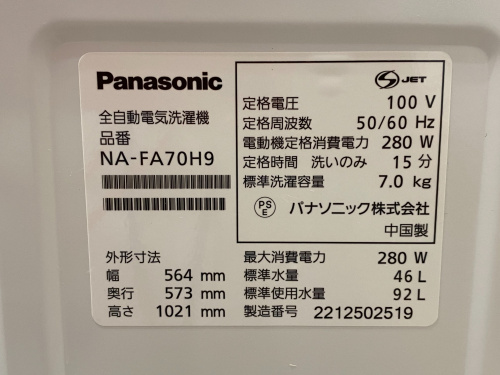 Panasonic
全自動電気洗濯機
品番
NA-FA70H9
S JET
定格電圧 100 V
定格周波数 50/60 Hz
電動機定格消費電力 280 W
定格時間 洗いのみ 15 分
標準洗濯容量 7.0 kg
PS E パナソニック株式会社
中国製
外形寸法
幅 564 mm
奥行 573 mm
高さ 1021 mm
最大消費電力 280 W
標準水量 46 L
標準使用水量 92 L
製造番号 2212502519